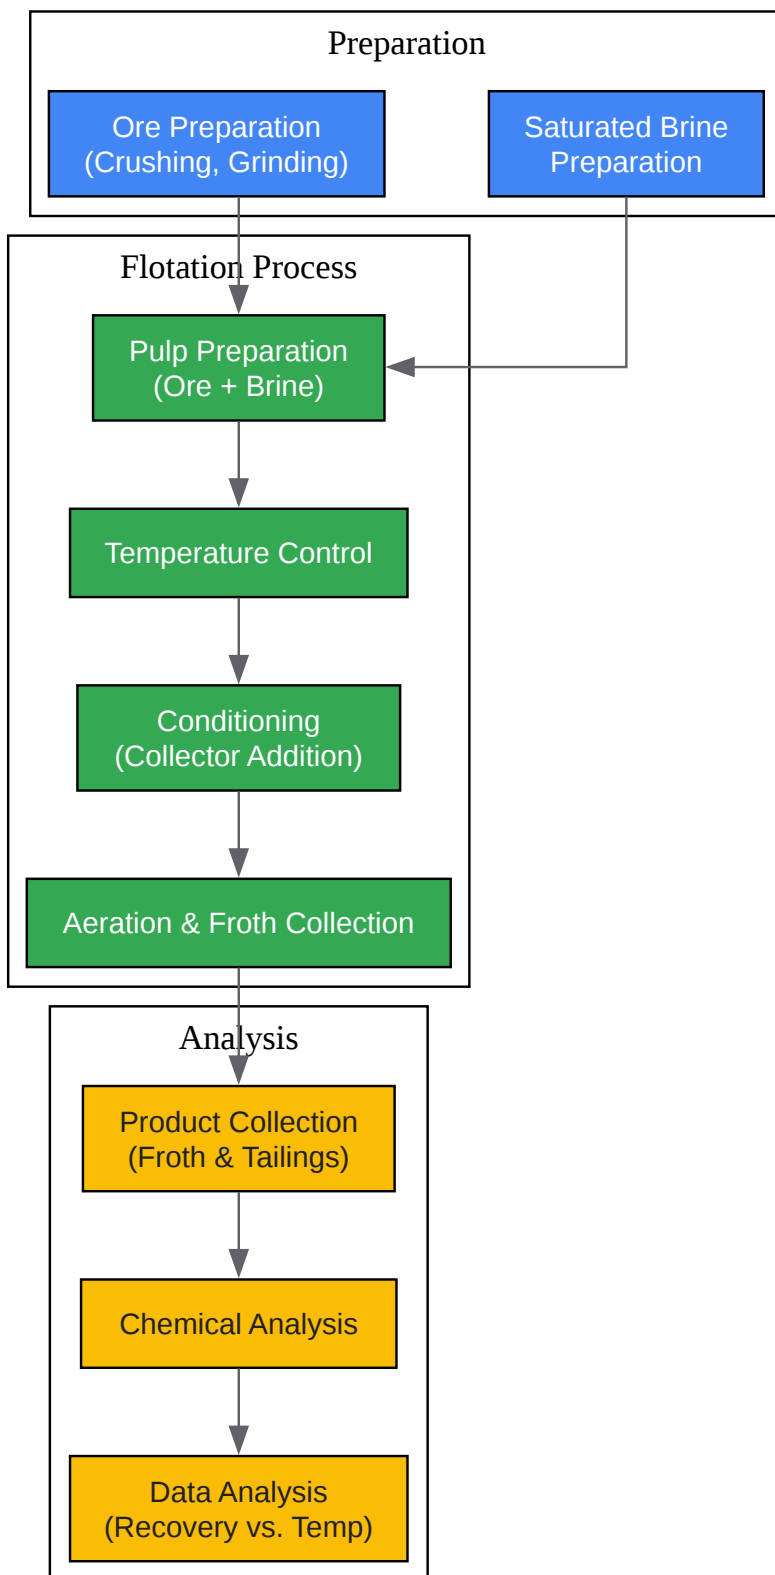 Preparation
Ore Preparation
(Crushing, Grinding)
Saturated Brine
Preparation
Flotation Process
Pulp Preparation
(Ore + Brine)
Temperature Control
Conditioning
(Collector Addition)
Aeration & Froth Collection
Analysis
Product Collection
(Froth & Tailings)
Chemical Analysis
Data Analysis
(Recovery vs. Temp)